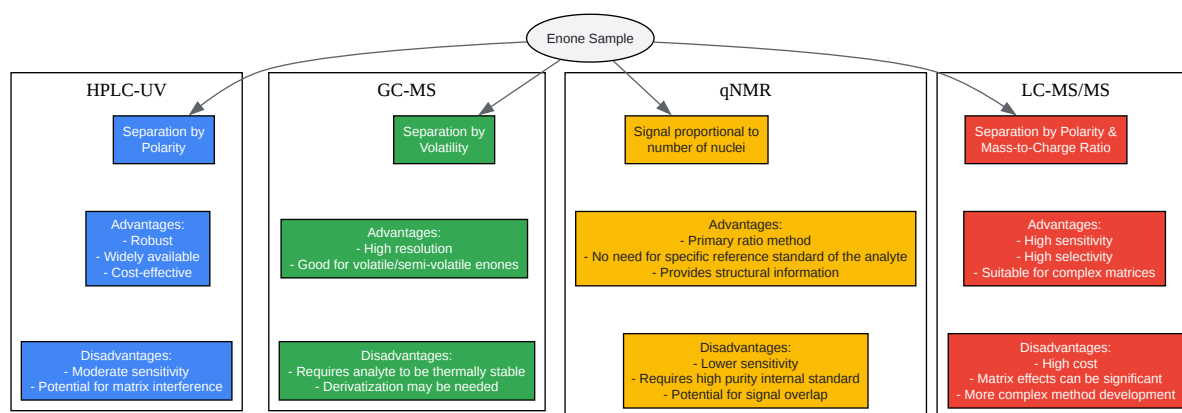 Enone Sample
HPLC-UV
Separation by
Polarity
Advantages:
- Robust
- Widely available
- Cost-effective
Disadvantages:
- Moderate sensitivity
- Potential for matrix interference
GC-MS
Separation by
Volatility
Advantages:
- High resolution
- Good for volatile/semi-volatile enones
Disadvantages:
- Requires analyte to be thermally stable
- Derivatization may be needed
qNMR
Signal proportional to
number of nuclei
Advantages:
- Primary ratio method
- No need for specific reference standard of the analyte
- Provides structural information
Disadvantages:
- Lower sensitivity
- Requires high purity internal standard
- Potential for signal overlap
LC-MS/MS
Separation by Polarity &
Mass-to-Charge Ratio
Advantages:
- High sensitivity
- High selectivity
- Suitable for complex matrices
Disadvantages:
- High cost
- Matrix effects can be significant
- More complex method development